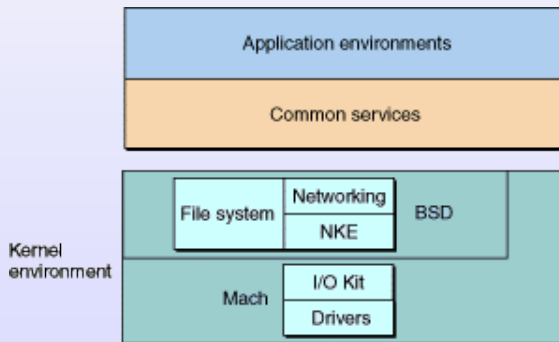 Application environments
Common services
File system
Networking
NKE
BSD
Kernel
environment
Mach
I/O Kit
Drivers